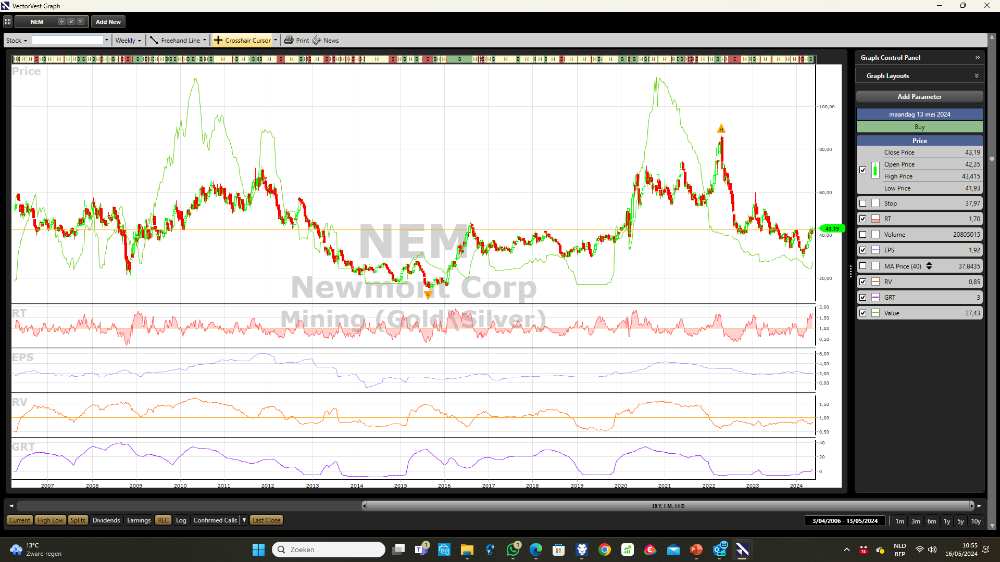 VectorVest Graph
NEM
Add New
Stock
Weekly
Freehand Line
Crosshair Cursor
Print
News
Price
100,00
80,00
60,00
43,19
40,00
20,00
NEM
Newmont Corp
Mining (Gold\Silver)
H
L
RT
2,00
1,50
1,00
0,50
EPS
6,00
4,00
2,00
0,00
RV
1,50
1,00
0,50
GRT
40
20
0
2007 2008 2009 2010 2011 2012 2013 2014 2015 2016 2017 2018 2019 2020 2021 2022 2023 2024
Graph Control Panel
Graph Layouts
Add Parameter
maandag 13 mei 2024
Buy
Price
Close Price 43,19
Open Price 42,35
High Price 43,415
Low Price 41,93
Stop 37,97
RT 1,70
Volume 20805015
EPS 1,92
MA Price (40) 37,8435
RV 0,85
GRT 3
Value 27,43
18 Y, 1 M, 14 D
Current High Low Splits Dividends Earnings REC Log Confirmed Calls Last Close
3/04/2006 - 13/05/2024 1m 3m 6m 1y 5y 10y
13°C
Zware regen
Zoeken
1
1
NEW
15
NLD
BEP
10:55
16/05/2024